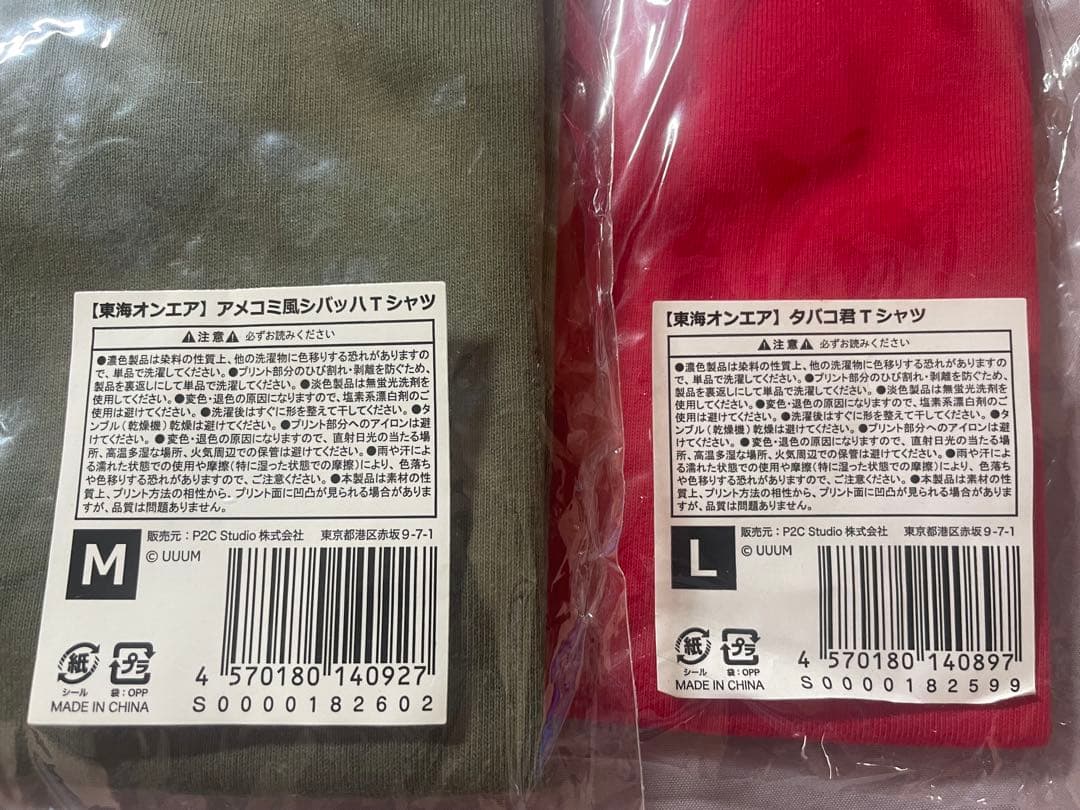 【東海オンエア】アメコミ風シバッハTシャツ
⚠注意⚠ 必ずお読みください
●濃色製品は染料の性質上、他の洗濯物に色移りする恐れがありますの
で、単品で洗濯してください。●プリント部分のひび割れ・剥離を防ぐため、
製品を裏返しにして単品で洗濯してください。●淡色製品は無蛍光洗剤を
使用してください。●変色・退色の原因になりますので、塩素系漂白剤のご
使用は避けてください。●洗濯後はすぐに形を整えて干してください。●タ
ンブル(乾燥機)乾燥は避けてください。●プリント部分へのアイロンは避
けてください。●変色・退色の原因になりますので、直射日光の当たる場
所、高温多湿な場所、火気周辺での保管は避けてください。●雨や汗によ
る濡れた状態での使用や摩擦(特に湿った状態での摩擦)により、色落ち
や色移りする恐れがありますので、ご注意ください。●本製品は素材の性
質上、プリント方法の相性から、プリント面に凹凸が見られる場合がありま
すが、品質は問題ありません。
販売元：P2C Studio 株式会社 東京都港区赤坂9-7-1
M
© UUUM
紙
シール
プラ
袋：OPP
MADE IN CHINA
4 570180 140927
S0000182602
【東海オンエア】タバコ君Tシャツ
⚠注意⚠ 必ずお読みください
●濃色製品は染料の性質上、他の洗濯物に色移りする恐れがありますの
で、単品で洗濯してください。●プリント部分のひび割れ・剥離を防ぐため、
製品を裏返しにして単品で洗濯してください。●淡色製品は無蛍光洗剤を
使用してください。●変色・退色の原因になりますので、塩素系漂白剤のご
使用は避けてください。●洗濯後はすぐに形を整えて干してください。●タ
ンブル(乾燥機)乾燥は避けてください。●プリント部分へのアイロンは避
けてください。●変色・退色の原因になりますので、直射日光の当たる場
所、高温多湿な場所、火気周辺での保管は避けてください。●雨や汗によ
る濡れた状態での使用や摩擦(特に湿った状態での摩擦)により、色落ち
や色移りする恐れがありますので、ご注意ください。●本製品は素材の性
質上、プリント方法の相性から、プリント面に凹凸が見られる場合がありま
すが、品質は問題ありません。
販売元：P2C Studio 株式会社 東京都港区赤坂9-7-1
L
© UUUM
紙
シール
プラ
袋：OPP
MADE IN CHINA
4 570180 140897
S0000182599